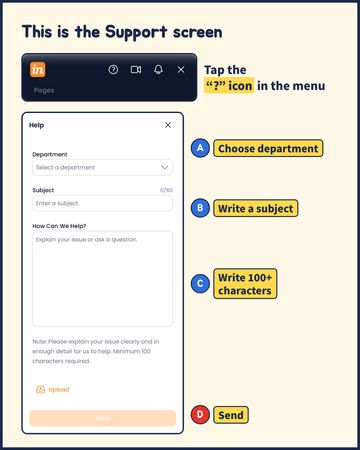 This is the Support screen
in
Pages
Tap the
“?” icon in the menu
Help
Department
Select a department
Subject
0/60
Enter a subject
How Can We Help?
Explain your issue or ask a question.
Note: Please explain your issue clearly and in
enough detail for us to help. Minimum 100
characters required.
Upload
Send
A
Choose department
B
Write a subject
C
Write 100+
characters
D
Send